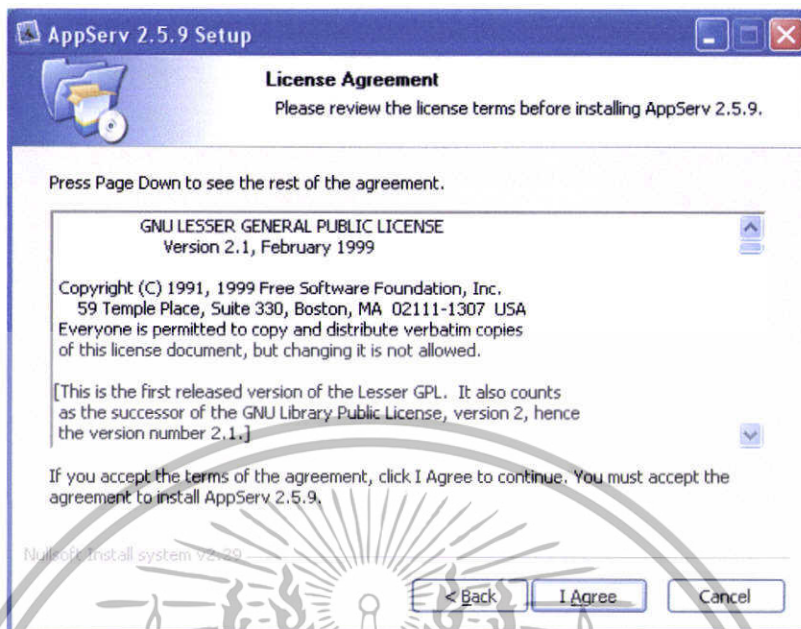 AppServ 2.5.9 Setup
License Agreement
Please review the license terms before installing AppServ 2.5.9.
Press Page Down to see the rest of the agreement.
GNU LESSER GENERAL PUBLIC LICENSE
Version 2.1, February 1999
Copyright (C) 1991, 1999 Free Software Foundation, Inc.
59 Temple Place, Suite 330, Boston, MA 02111-1307 USA
Everyone is permitted to copy and distribute verbatim copies
of this license document, but changing it is not allowed.
[This is the first released version of the Lesser GPL. It also counts
as the successor of the GNU Library Public License, version 2, hence
the version number 2.1.]
If you accept the terms of the agreement, click I Agree to continue. You must accept the
agreement to install AppServ 2.5.9.
Nullsoft Install system v2.29
< Back
I Agree
Cancel